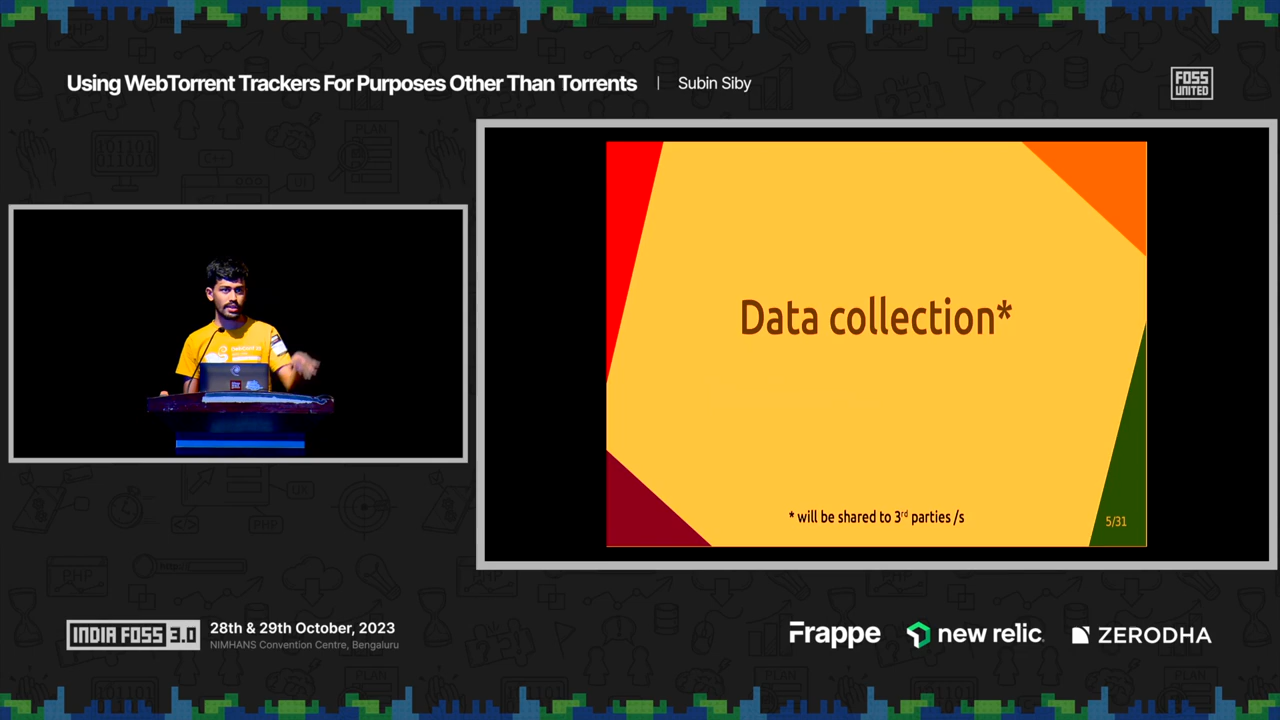 Using WebTorrent Trackers For Purposes Other Than Torrents | Subin Siby
FOSS
UNITED
Data collection*
* will be shared to 3rd parties /s
5/31
INDIA FOSS 3.0
28th & 29th October, 2023
NIMHANS Convention Centre, Bengaluru
Frappe
new relic
ZERODHA